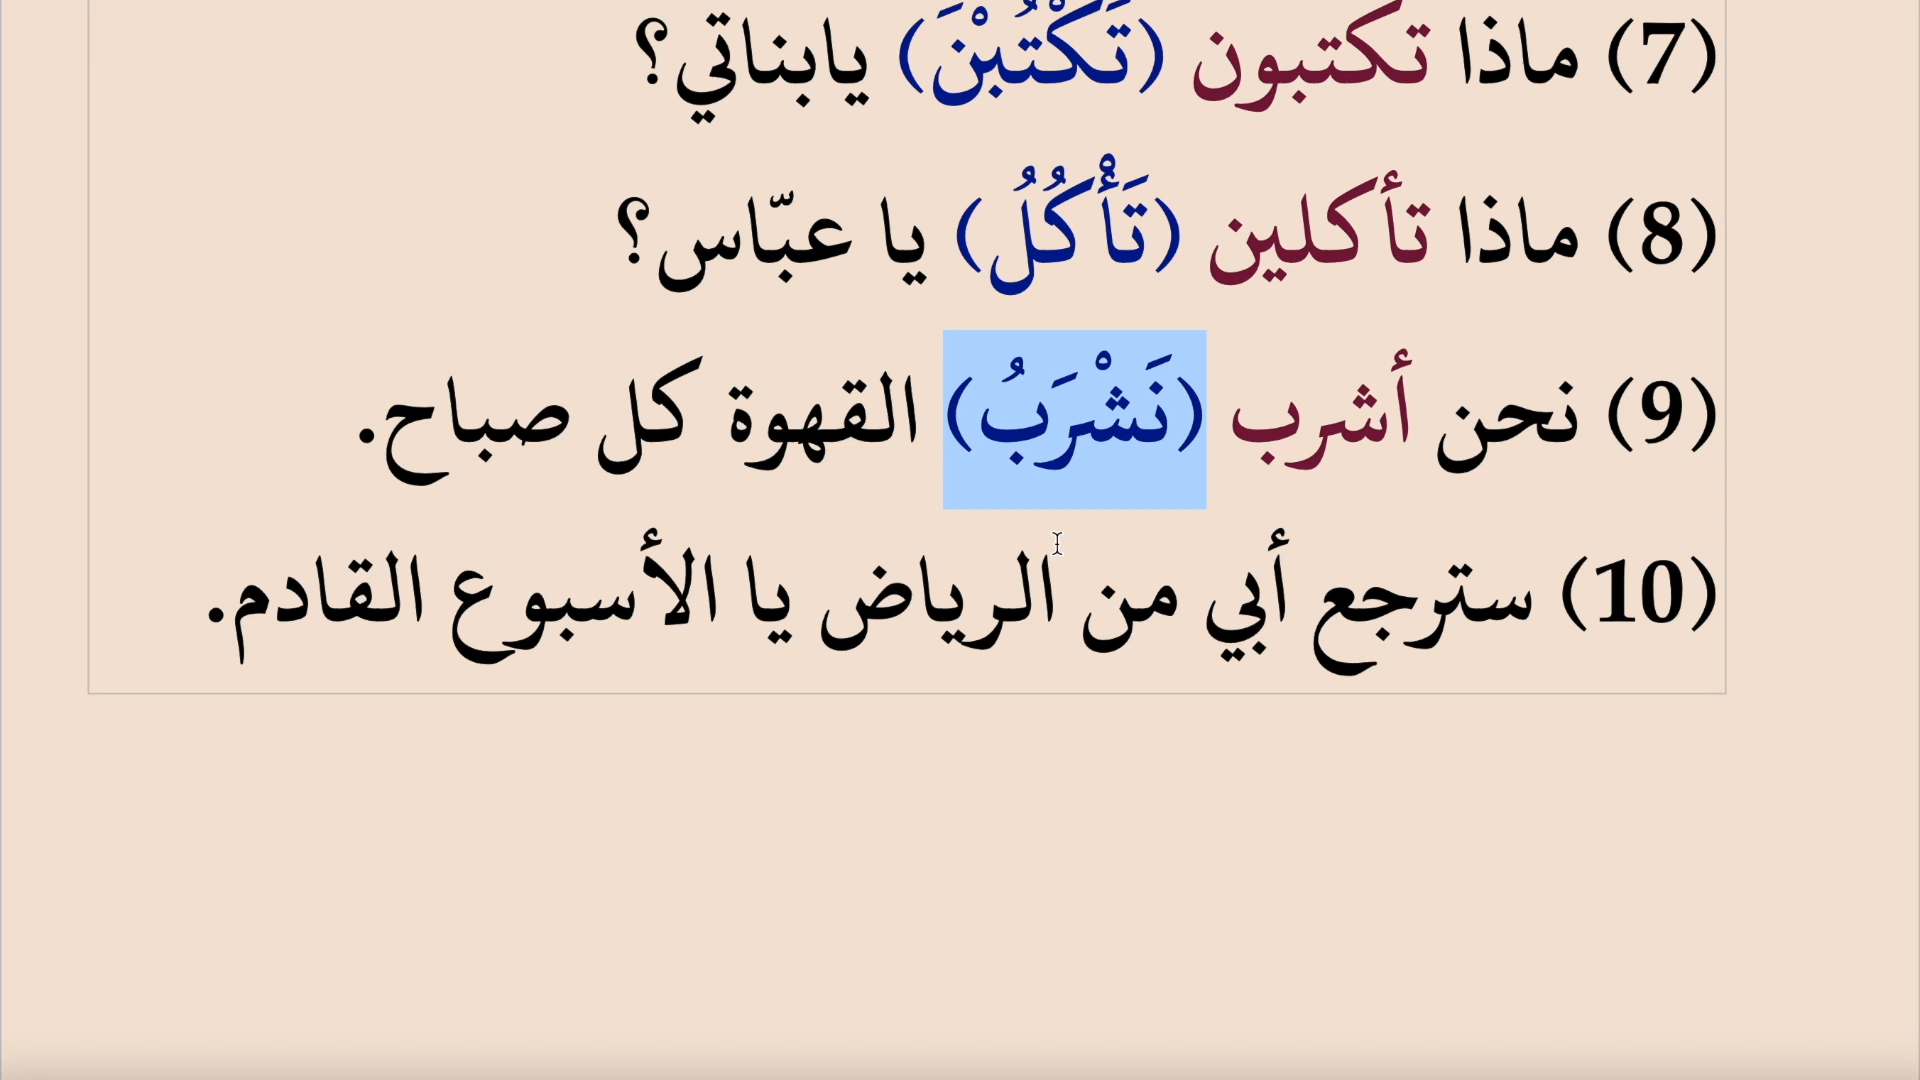 (7) ماذا تكتبون (تَكْتُبْنَ) يابناتي؟
(8) ماذا تأكلين (تَأْكُلُ) يا عبّاس؟
(9) نحن أشرب (نَشْرَبُ) القهوة كل صباح.
(10) سترجع أبي من الرياض يا الأسبوع القادم.